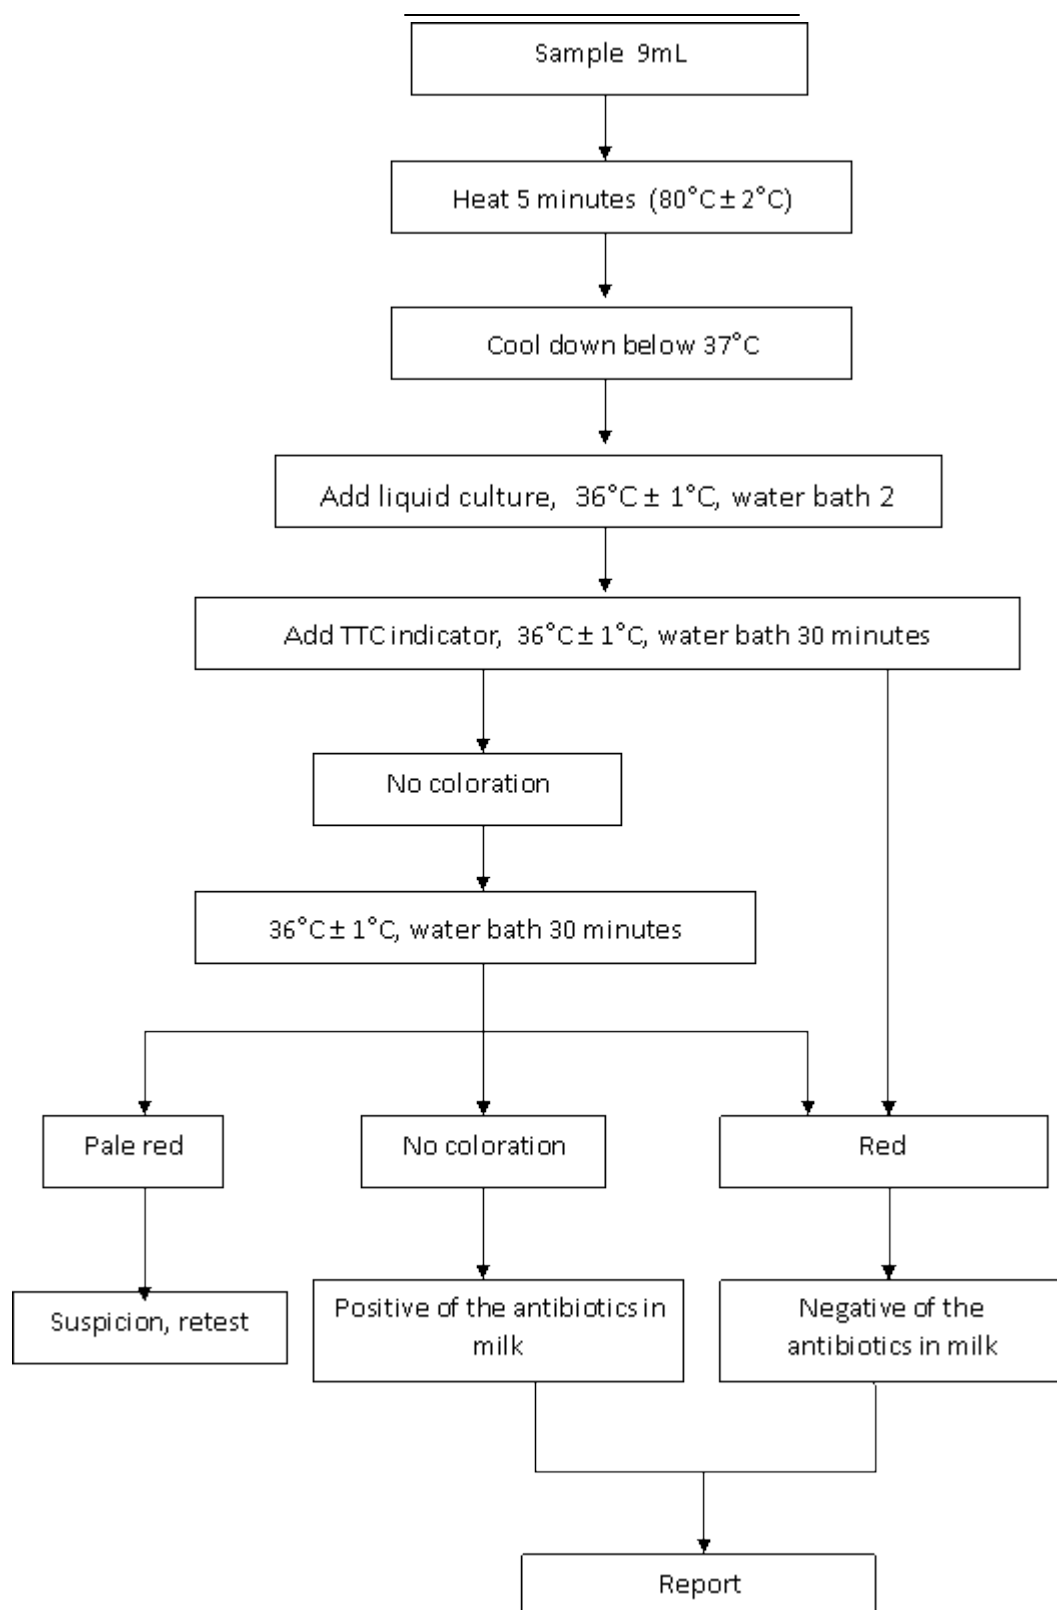 Sample 9mL
Heat 5 minutes (80°C ± 2°C)
Cool down below 37°C
Add liquid culture, 36°C ± 1°C, water bath 2
Add TTC indicator, 36°C ± 1°C, water bath 30 minutes
No coloration
36°C ± 1°C, water bath 30 minutes
Pale red
No coloration
Red
Suspicion, retest
Positive of the antibiotics in
milk
Negative of the
antibiotics in milk
Report